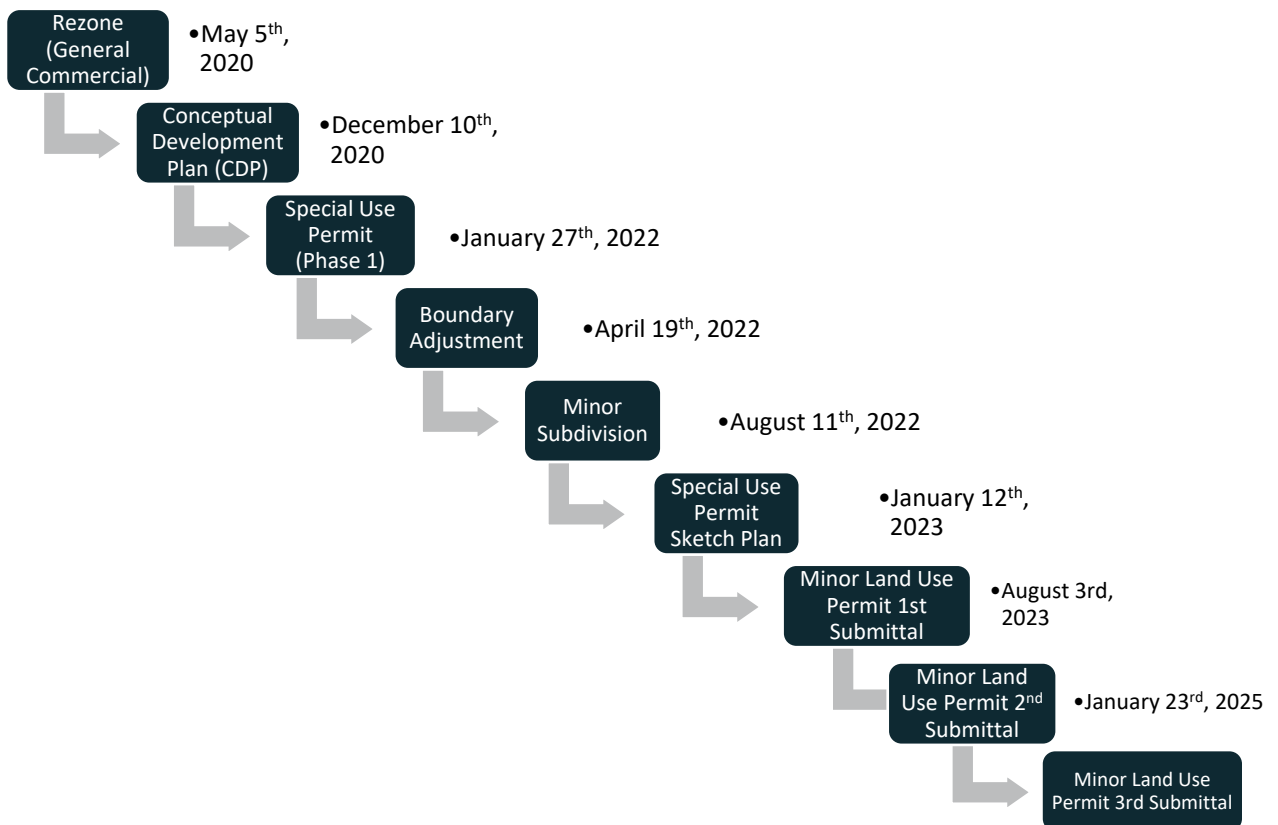 Rezone
(General
Commercial)
•May 5th,
2020
Conceptual
Development
Plan (CDP)
•December 10th,
2020
Special Use
Permit
(Phase 1)
•January 27th, 2022
Boundary
Adjustment
•April 19th, 2022
Minor
Subdivision
•August 11th, 2022
Special Use
Permit
Sketch Plan
•January 12th,
2023
Minor Land Use
Permit 1st
Submittal
•August 3rd,
2023
Minor Land
Use Permit 2nd
Submittal
•January 23rd, 2025
Minor Land Use
Permit 3rd Submittal